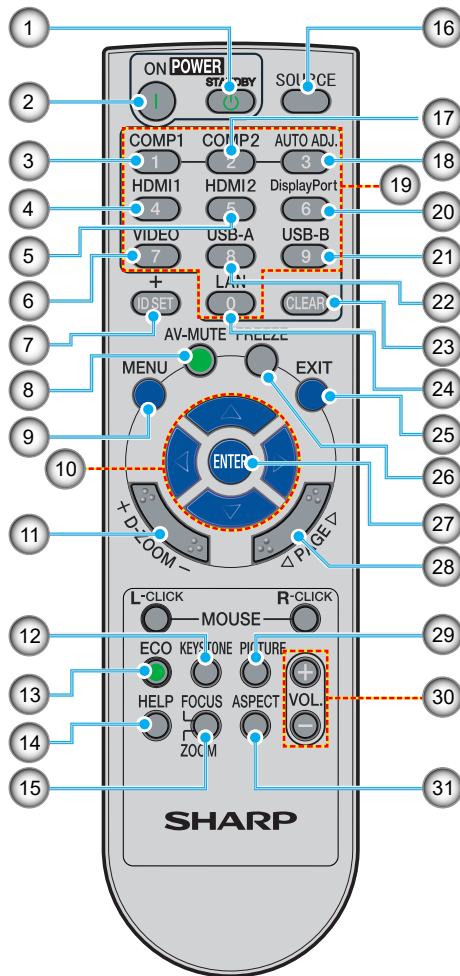 1 16
ON POWER STANDBY SOURCE
2 17
COMP1 COMP2 AUTO ADJ.
3 1 2 3 18
19
HDMI1 HDMI2 DisplayPort
4 4 5 6 20
5
VIDEO USB-A USB-B
6 7 8 9 21
22
+ LAN
7 ID SET 0 CLEAR 23
8 AV-MUTE FREEZE 24
MENU EXIT
9 25
10 ENTER 26
27
11 + D-ZOOM − ◁ PAGE ▷ 28
L-CLICK MOUSE R-CLICK
12 29
ECO KEYSTONE PICTURE
13 + 30
HELP FOCUS ASPECT VOL.
14 −
ZOOM
15 31
SHARP